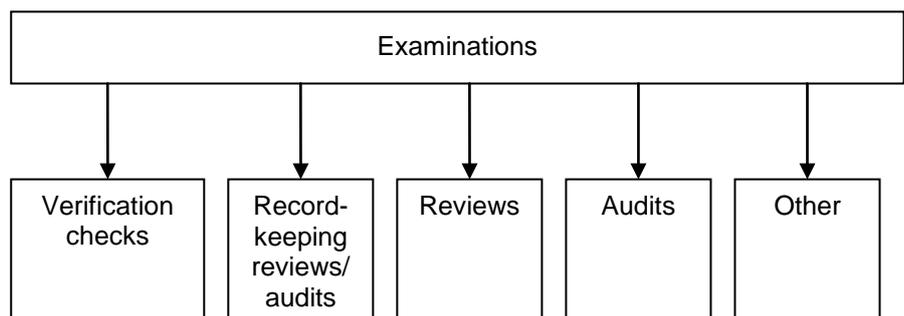 Examinations
Verification
checks
Record-
keeping
reviews/
audits
Reviews
Audits
Other